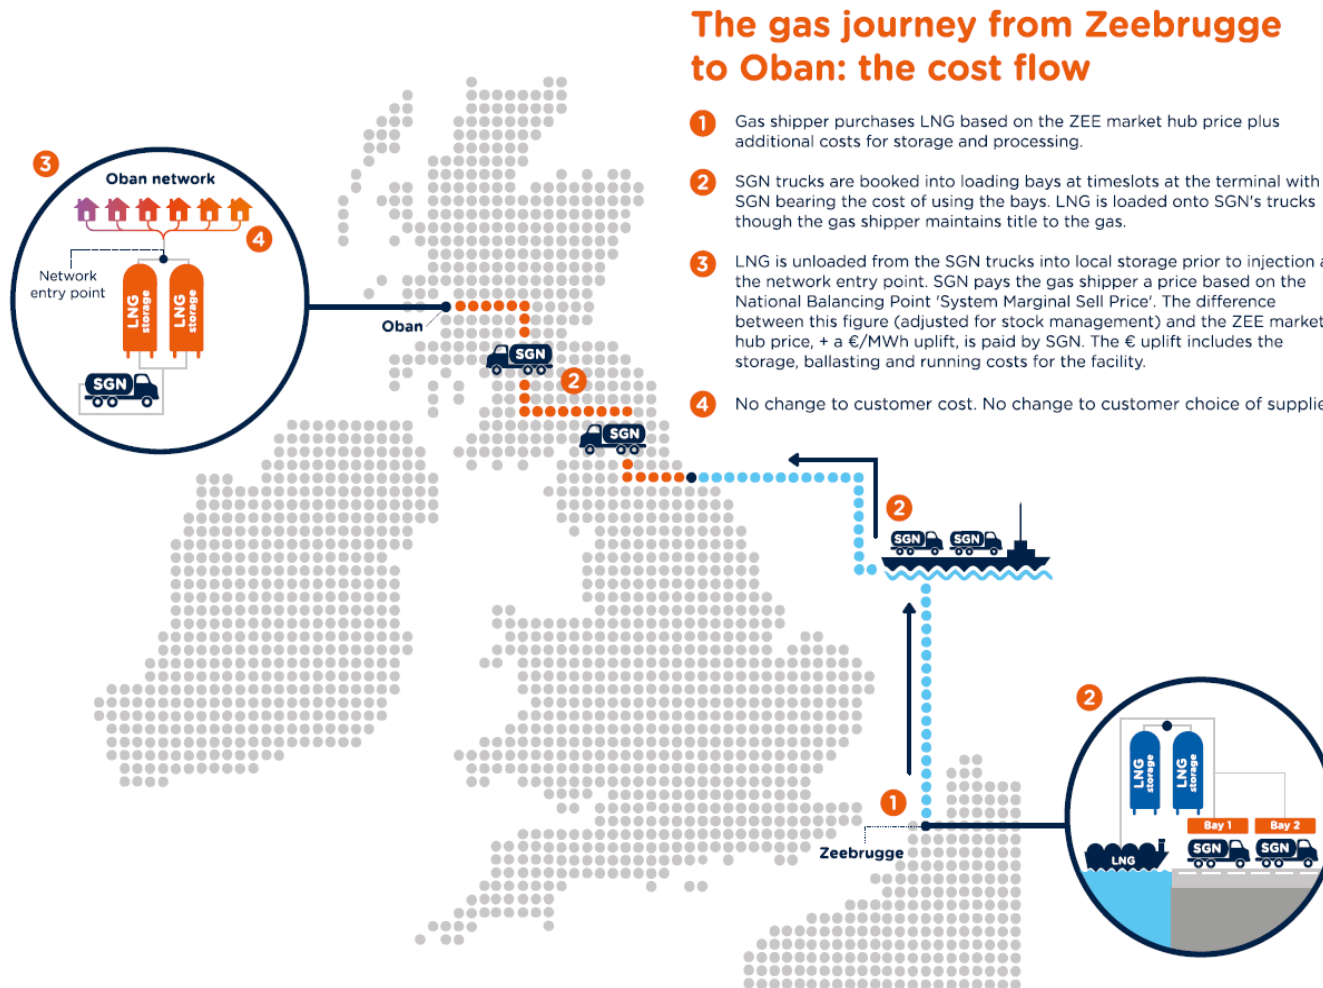 The gas journey from Zeebrugge
to Oban: the cost flow
1
Gas shipper purchases LNG based on the ZEE market hub price plus
additional costs for storage and processing.
2
SGN trucks are booked into loading bays at timeslots at the terminal with
SGN bearing the cost of using the bays. LNG is loaded onto SGN's trucks
though the gas shipper maintains title to the gas.
3
LNG is unloaded from the SGN trucks into local storage prior to injection a
the network entry point. SGN pays the gas shipper a price based on the
National Balancing Point 'System Marginal Sell Price'. The difference
between this figure (adjusted for stock management) and the ZEE market
hub price, + a €/MWh uplift, is paid by SGN. The € uplift includes the
storage, ballasting and running costs for the facility.
4
No change to customer cost. No change to customer choice of supplie
3
Oban network
4
Network
entry point
LNG
storage
LNG
storage
SGN
Oban
SGN
2
SGN
2
SGN
SGN
1
Zeebrugge
2
LNG
storage
LNG
storage
Bay 1
Bay 2
SGN
SGN
LNG